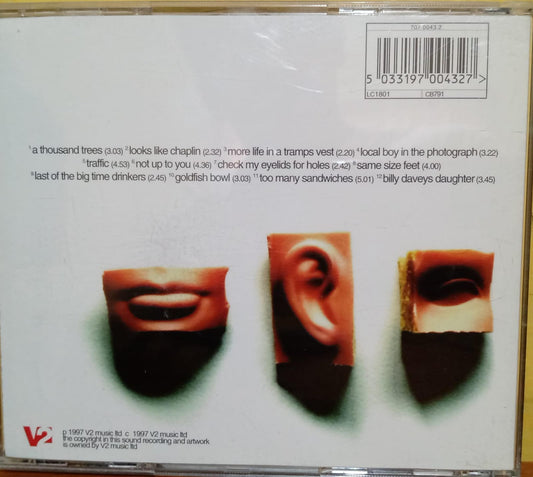 702 0043 2
5 033197 004327 >
LC1801 CB791
1 a thousand trees (3.03) 2 looks like chaplin (2.32) 3 more life in a tramps vest (2.20) 4 local boy in the photograph (3.22)
5 traffic (4.53) 6 not up to you (4.36) 7 check my eyelids for holes (2.42) 8 same size feet (4.00)
9 last of the big time drinkers (2.45) 10 goldfish bowl (3.03) 11 too many sandwiches (5.01) 12 billy daveys daughter (3.45)
V2
p 1997 V2 music ltd c 1997 V2 music ltd
the copyright in this sound recording and artwork
is owned by V2 music ltd